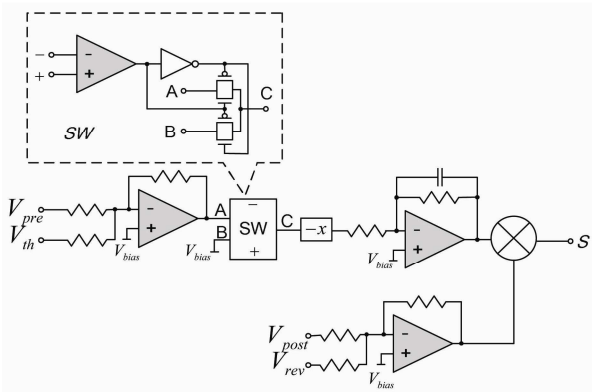 −
+
-
+
A
C
B
SW
V_pre
V_th
-
+
V_bias
A
B
V_bias
−
SW
+
C
−x
-
+
V_bias
S
V_post
V_rev
-
+
V_bias